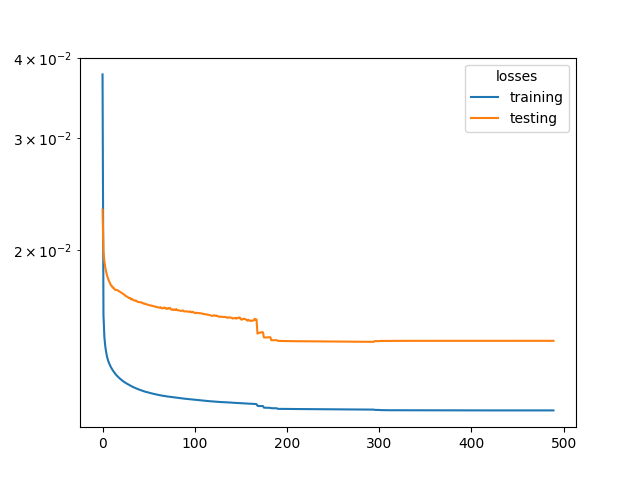 4 × 10⁻²
3 × 10⁻²
2 × 10⁻²
losses
training
testing
0 100 200 300 400 500